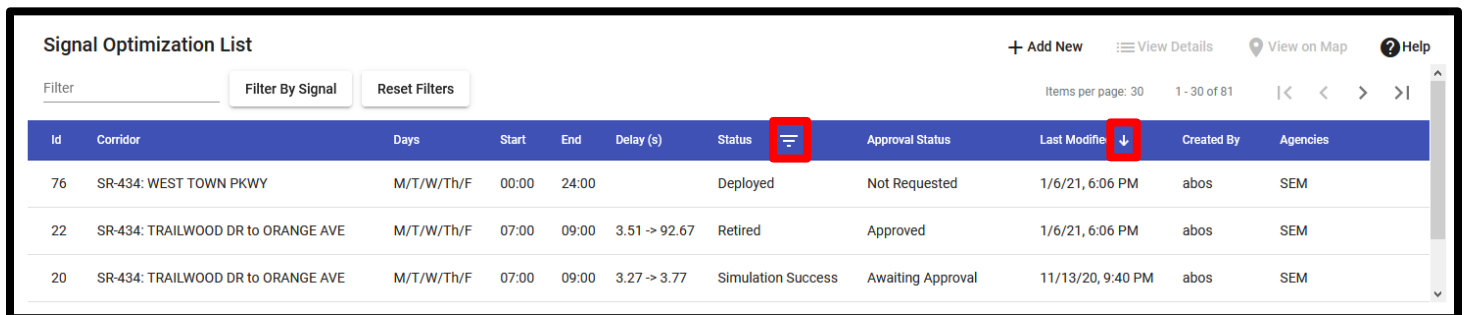 Signal Optimization List
Add New View Details View on Map Help
Filter Filter By Signal Reset Filters Items per page: 30 1 - 30 of 81
Id Corridor Days Start End Delay (s) Status Approval Status Last Modifie Created By Agencies
76 SR-434: WEST TOWN PKWY M/T/W/Th/F 00:00 24:00 Deployed Not Requested 1/6/21, 6:06 PM abos SEM
22 SR-434: TRAILWOOD DR to ORANGE AVE M/T/W/Th/F 07:00 09:00 3.51 -> 92.67 Retired Approved 1/6/21, 6:06 PM abos SEM
20 SR-434: TRAILWOOD DR to ORANGE AVE M/T/W/Th/F 07:00 09:00 3.27 -> 3.77 Simulation Success Awaiting Approval 11/13/20, 9:40 PM abos SEM